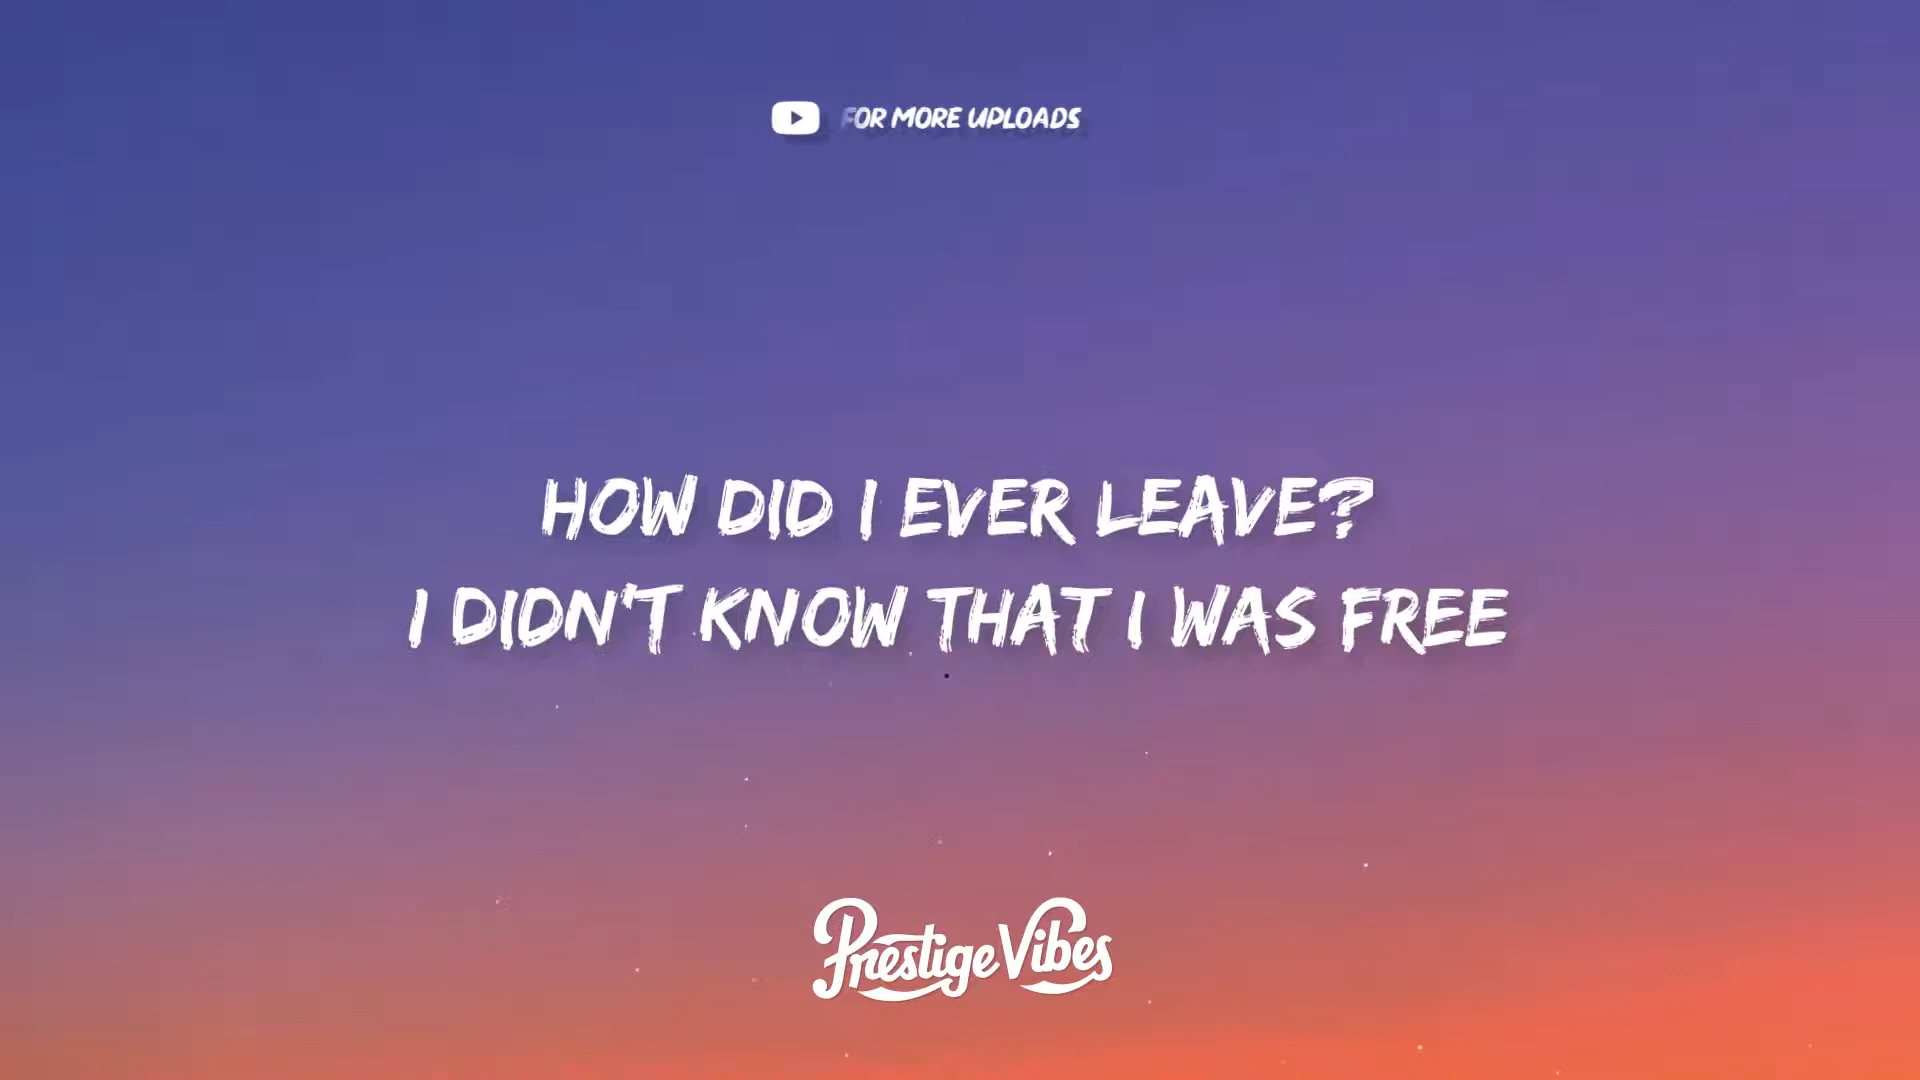 FOR MORE UPLOADS
HOW DID I EVER LEAVE?
I DIDN'T KNOW THAT I WAS FREE
Prestige Vibes